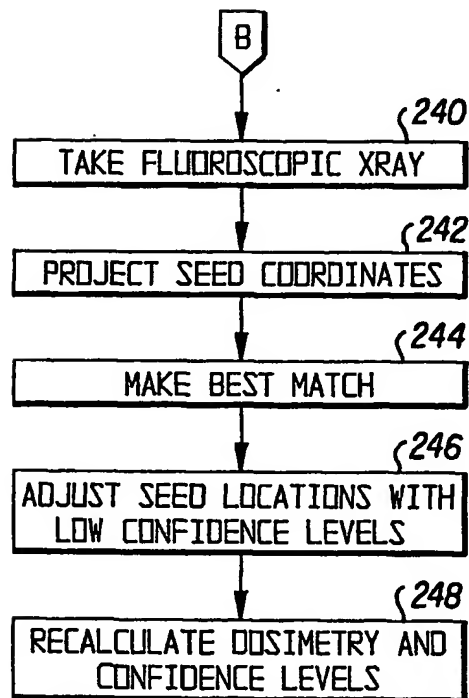 B
240
TAKE FLUOROSCOPIC XRAY
242
PROJECT SEED COORDINATES
244
MAKE BEST MATCH
246
ADJUST SEED LOCATIONS WITH
LOW CONFIDENCE LEVELS
248
RECALCULATE DOSIMETRY AND
CONFIDENCE LEVELS